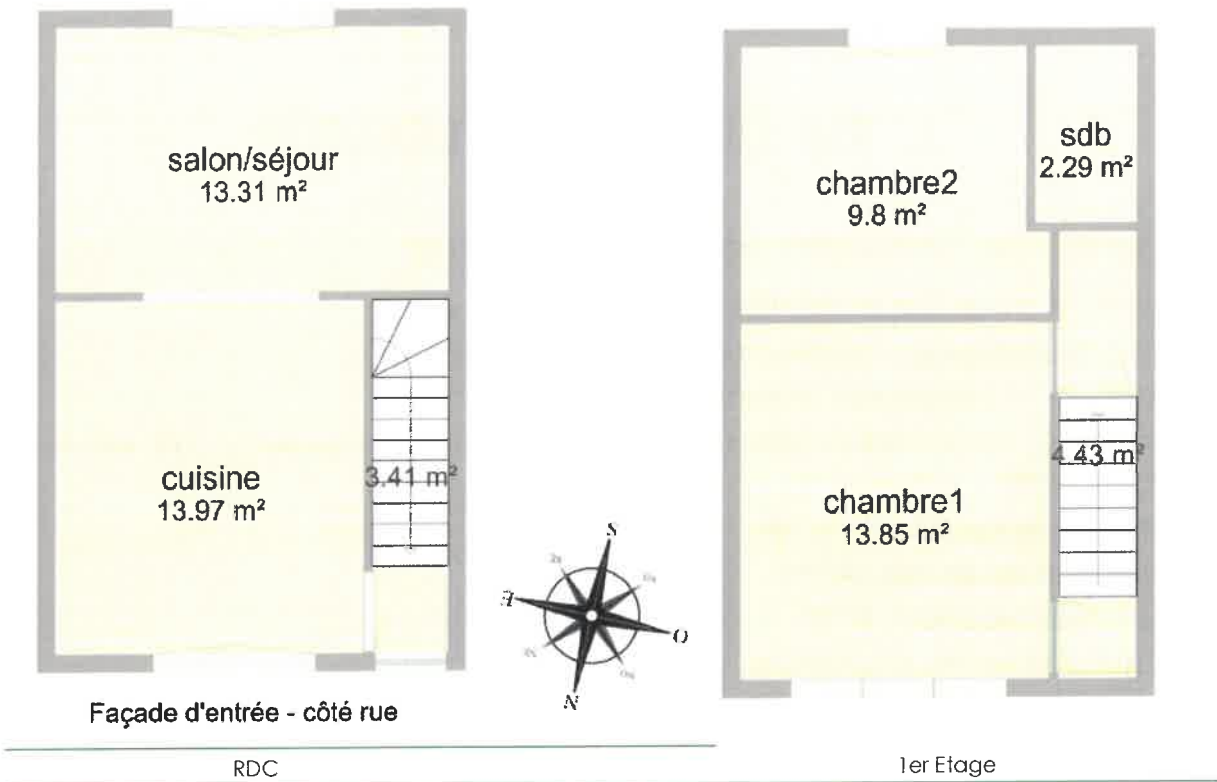 salon/séjour
13.31 m²
cuisine
13.97 m²
3.41 m²
Façade d'entrée - côté rue
RDC
S
E
O
N
chambre2
9.8 m²
sdb
2.29 m²
chambre1
13.85 m²
4.43 m²
1er Etage